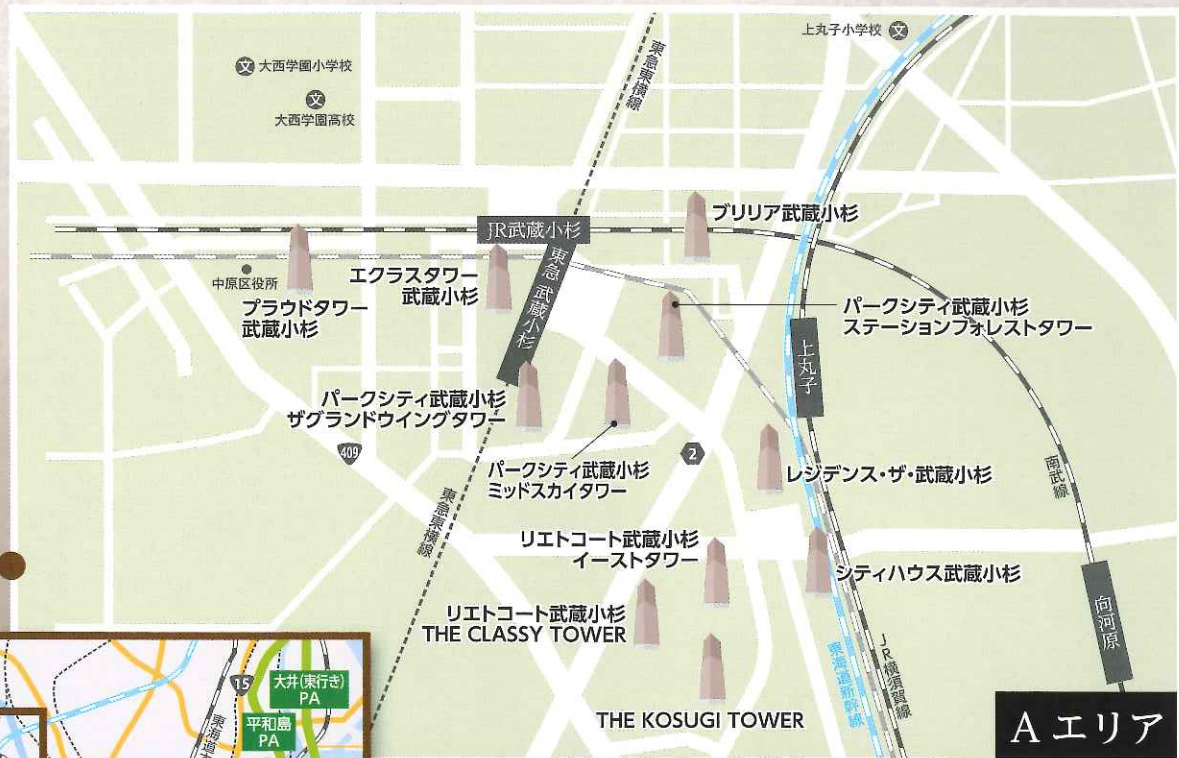 上丸子小学校
文
文
大西学園小学校
文
大西学園高校
東急東横線
ブリリア武蔵小杉
JR武蔵小杉
中原区役所
プラウドタワー
武蔵小杉
エクラスタワー
武蔵小杉
東急 武蔵小杉
パークシティ武蔵小杉
ステーションフォレストタワー
上丸子
パークシティ武蔵小杉
ザグランドウイングタワー
409
パークシティ武蔵小杉
ミッドスカイタワー
2
レジデンス・ザ・武蔵小杉
南武線
東急東横線
リエトコート武蔵小杉
イーストタワー
シティハウス武蔵小杉
リエトコート武蔵小杉
THE CLASSY TOWER
向河原
THE KOSUGI TOWER
東海道新幹線
JR横須賀線
Aエリア
15
大井(東行き)
PA
平和島
PA
東海道